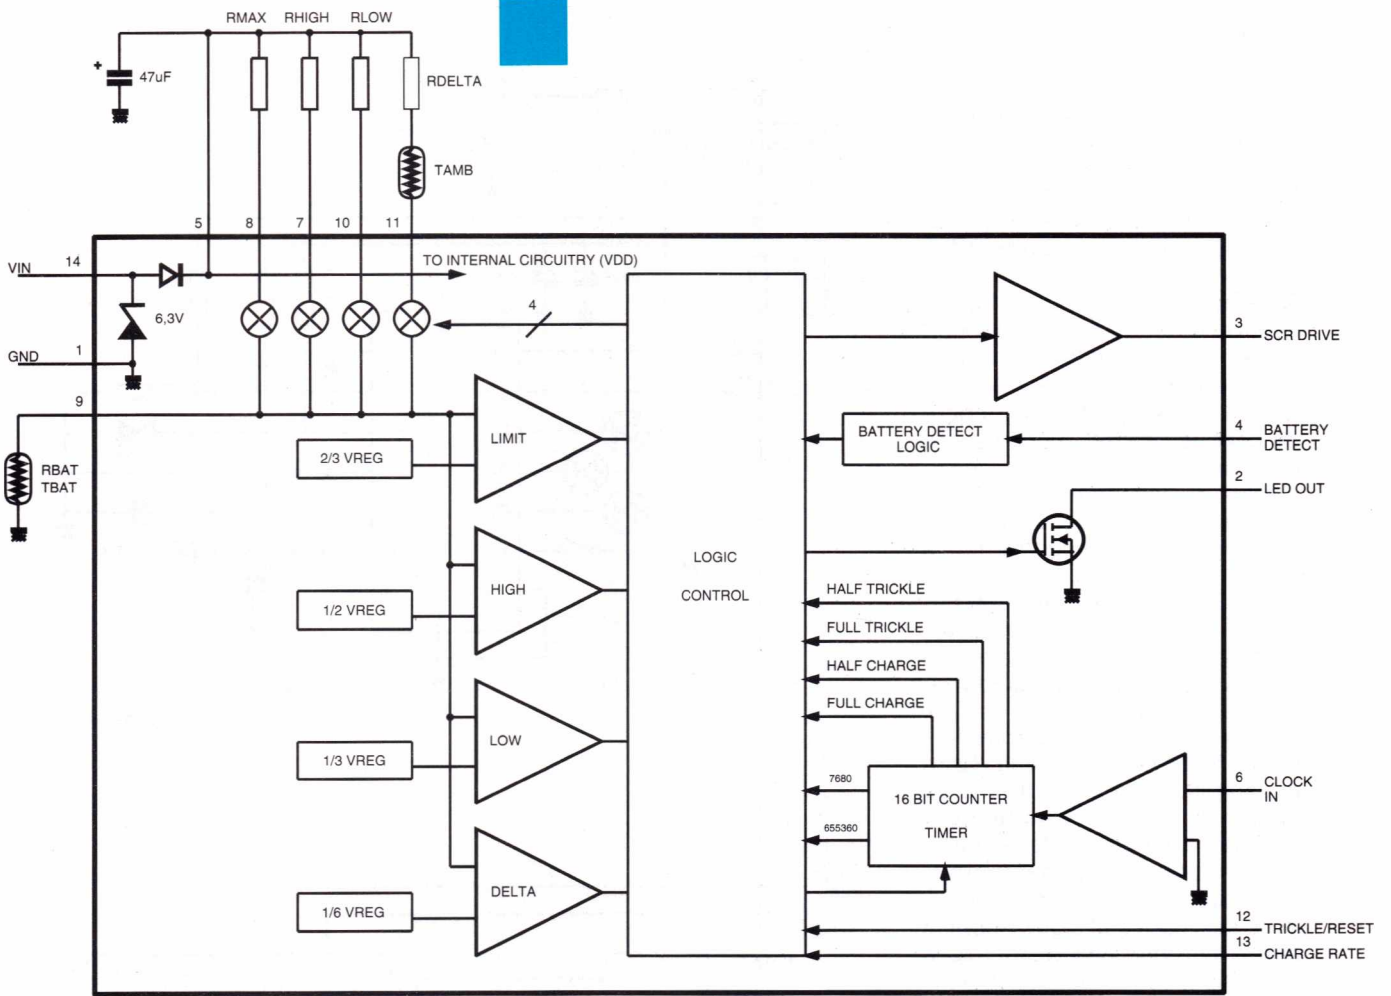 RMAX RHIGH RLOW
+ 47uF
RDELTA
TAMB
5 8 7 10 11
VIN 14
TO INTERNAL CIRCUITRY (VDD)
6,3V
4
3 SCR DRIVE
GND 1
9
LIMIT
BATTERY DETECT
LOGIC
4 BATTERY
DETECT
2/3 VREG
RBAT
TBAT
2 LED OUT
LOGIC
CONTROL
HIGH
1/2 VREG
HALF TRICKLE
FULL TRICKLE
HALF CHARGE
FULL CHARGE
LOW
1/3 VREG
7680
655360
16 BIT COUNTER
TIMER
6 CLOCK
IN
DELTA
1/6 VREG
12 TRICKLE/RESET
13 CHARGE RATE